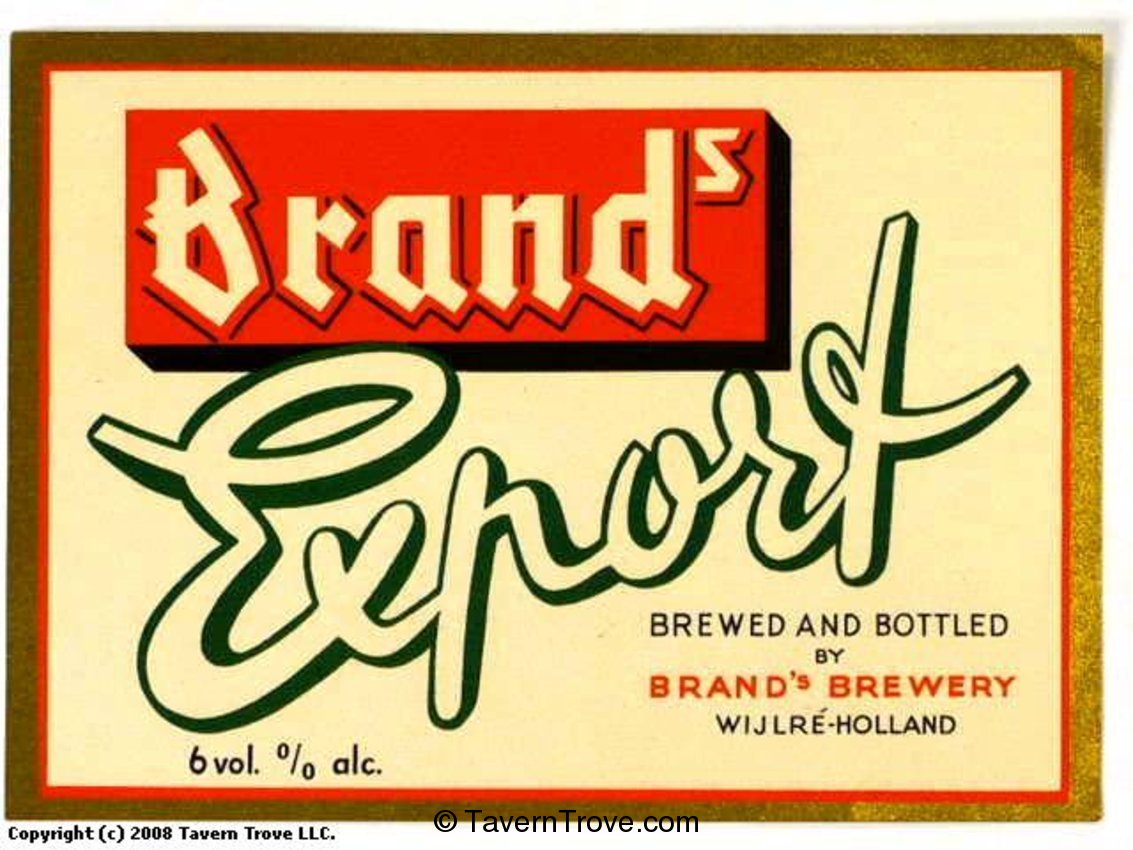 Brand's
Export
BREWED AND BOTTLED
BY
BRAND'S BREWERY
WIJLRÉ-HOLLAND
6 vol. % alc.
© TavernTrove.com
Copyright (c) 2008 Tavern Trove LLC.